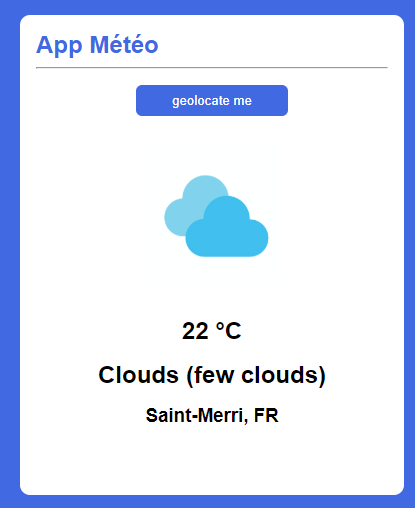 App Météo
geolocate me
22 °C
Clouds (few clouds)
Saint-Merri, FR